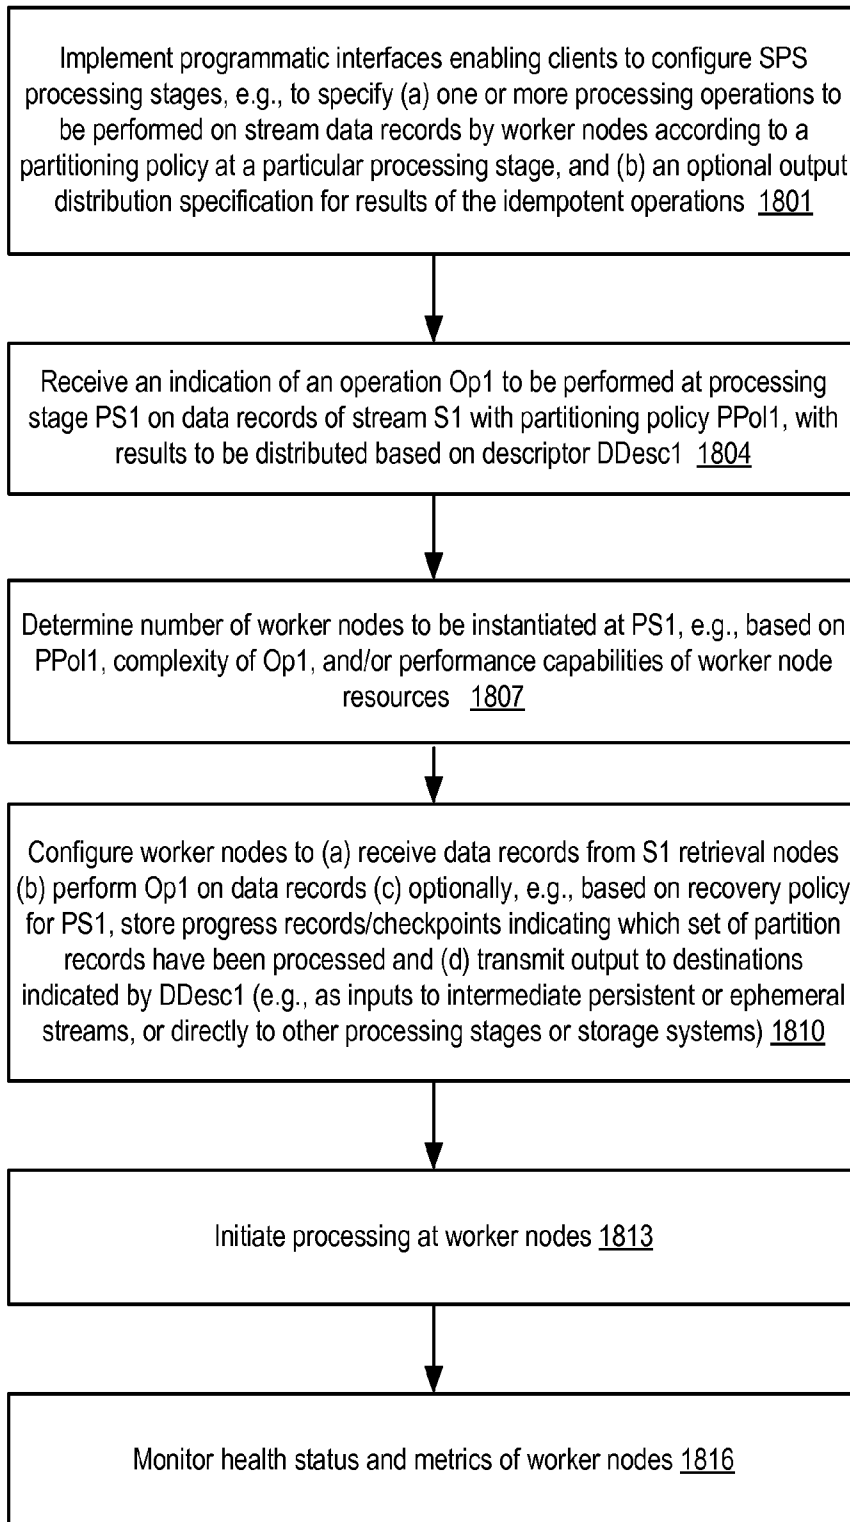 Implement programmatic interfaces enabling clients to configure SPS
processing stages, e.g., to specify (a) one or more processing operations to
be performed on stream data records by worker nodes according to a
partitioning policy at a particular processing stage, and (b) an optional output
distribution specification for results of the idempotent operations 1801
Receive an indication of an operation Op1 to be performed at processing
stage PS1 on data records of stream S1 with partitioning policy PPol1, with
results to be distributed based on descriptor DDesc1 1804
Determine number of worker nodes to be instantiated at PS1, e.g., based on
PPol1, complexity of Op1, and/or performance capabilities of worker node
resources 1807
Configure worker nodes to (a) receive data records from S1 retrieval nodes
(b) perform Op1 on data records (c) optionally, e.g., based on recovery policy
for PS1, store progress records/checkpoints indicating which set of partition
records have been processed and (d) transmit output to destinations
indicated by DDesc1 (e.g., as inputs to intermediate persistent or ephemeral
streams, or directly to other processing stages or storage systems) 1810
Initiate processing at worker nodes 1813
Monitor health status and metrics of worker nodes 1816